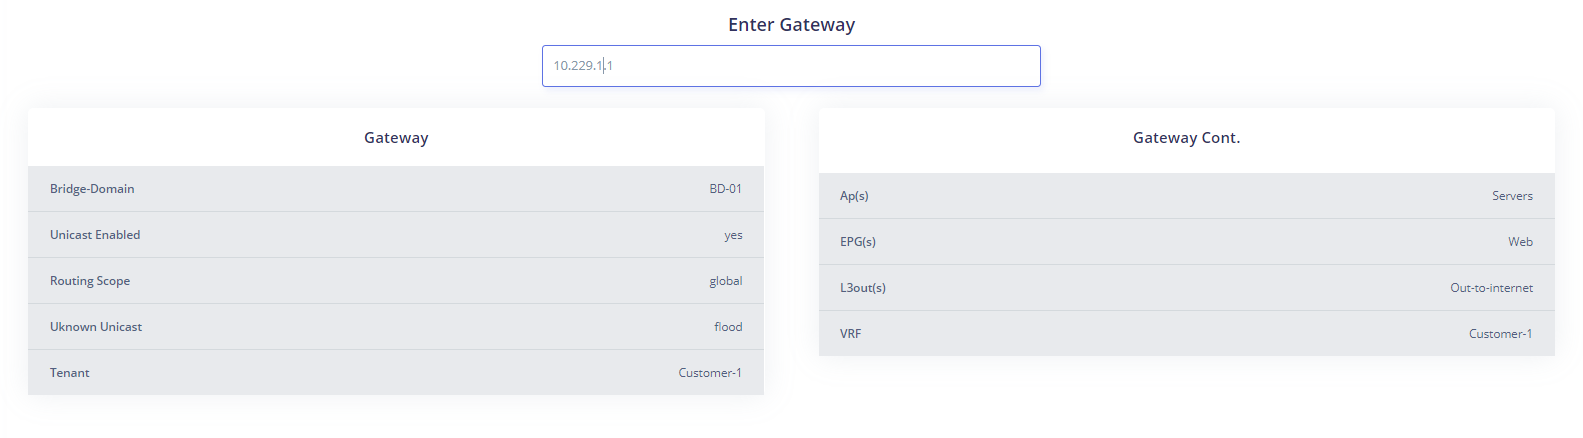 Enter Gateway
10.229.1.1
Gateway
Bridge-Domain BD-01
Unicast Enabled yes
Routing Scope global
Uknown Unicast flood
Tenant Customer-1
Gateway Cont.
Ap(s) Servers
EPG(s) Web
L3out(s) Out-to-internet
VRF Customer-1